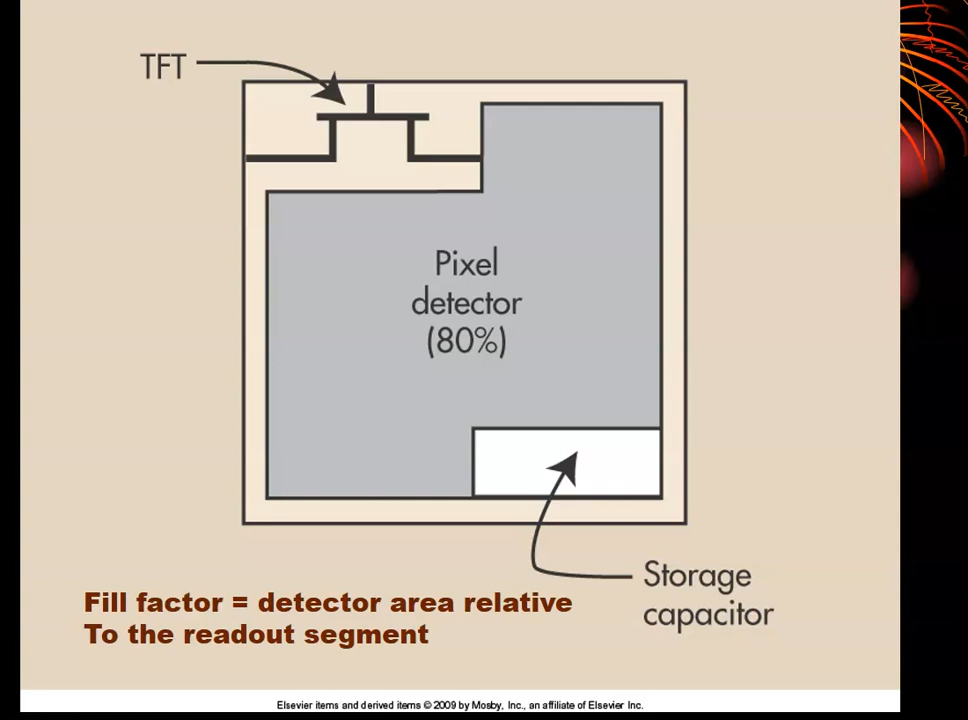 TFT
Pixel
detector
(80%)
Storage
capacitor
Fill factor = detector area relative
To the readout segment
Elsevier items and derived items © 2009 by Mosby, Inc., an affiliate of Elsevier Inc.